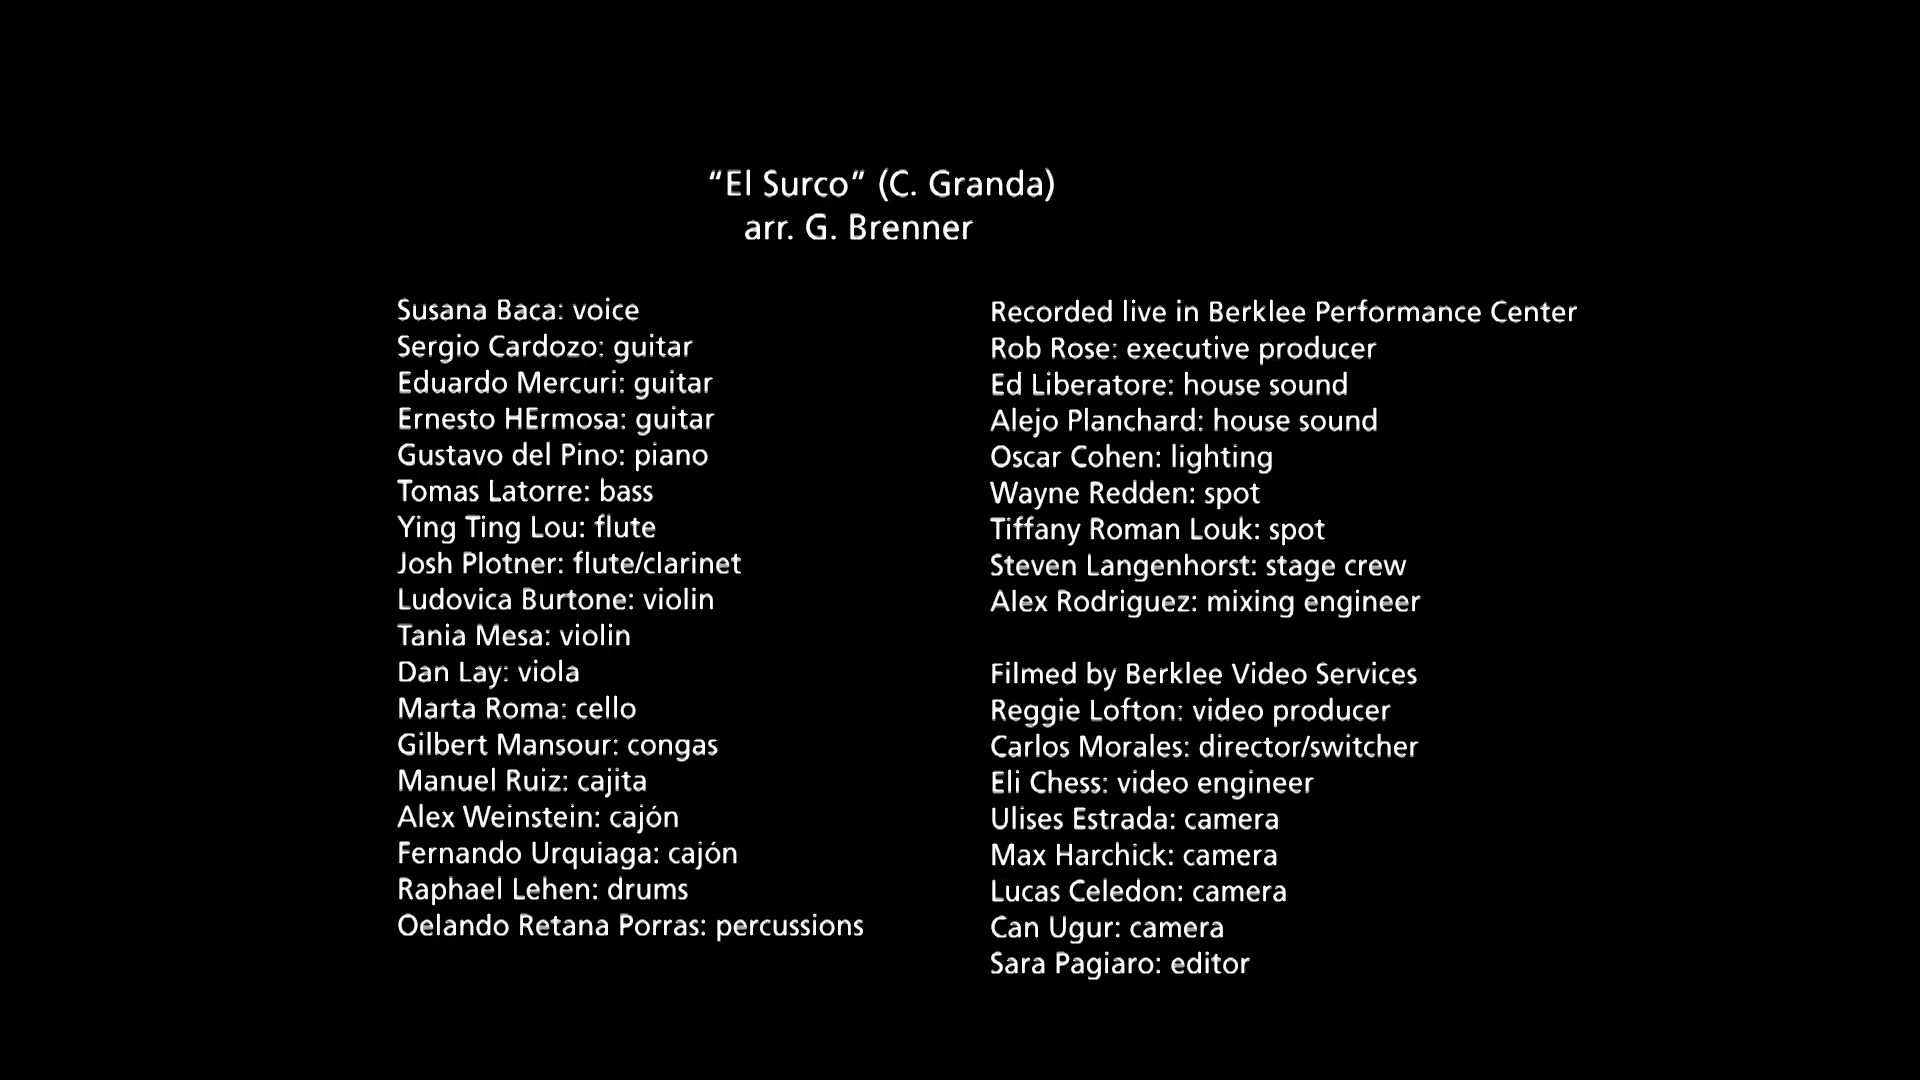 “El Surco” (C. Granda)
arr. G. Brenner
Susana Baca: voice
Sergio Cardozo: guitar
Eduardo Mercuri: guitar
Ernesto HErmosa: guitar
Gustavo del Pino: piano
Tomas Latorre: bass
Ying Ting Lou: flute
Josh Plotner: flute/clarinet
Ludovica Burtone: violin
Tania Mesa: violin
Dan Lay: viola
Marta Roma: cello
Gilbert Mansour: congas
Manuel Ruiz: cajita
Alex Weinstein: cajón
Fernando Urquiaga: cajón
Raphael Lehen: drums
Oelando Retana Porras: percussions
Recorded live in Berklee Performance Center
Rob Rose: executive producer
Ed Liberatore: house sound
Alejo Planchard: house sound
Oscar Cohen: lighting
Wayne Redden: spot
Tiffany Roman Louk: spot
Steven Langenhorst: stage crew
Alex Rodriguez: mixing engineer
Filmed by Berklee Video Services
Reggie Lofton: video producer
Carlos Morales: director/switcher
Eli Chess: video engineer
Ulises Estrada: camera
Max Harchick: camera
Lucas Celedon: camera
Can Ugur: camera
Sara Pagiaro: editor